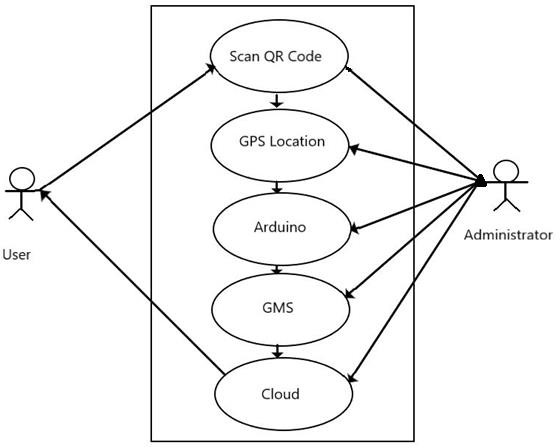 Scan QR Code
GPS Location
Arduino
GMS
Cloud
User
Administrator